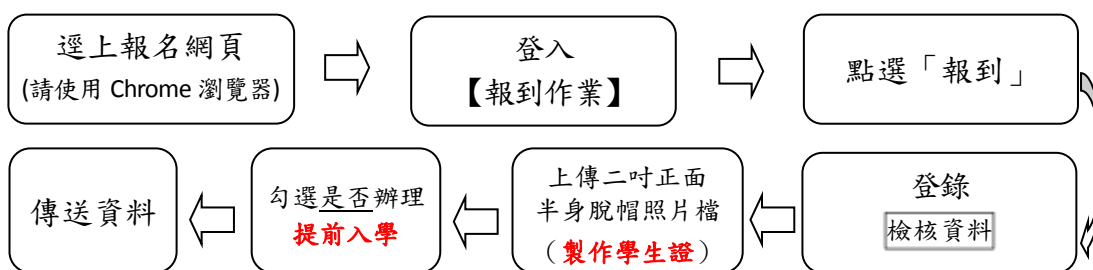 逕上報名網頁
(請使用 Chrome 瀏覽器)
登入
【報到作業】
點選「報到」
登錄
檢核資料
上傳二吋正面
半身脫帽照片檔
（製作學生證）
勾選是否辦理
提前入學
傳送資料